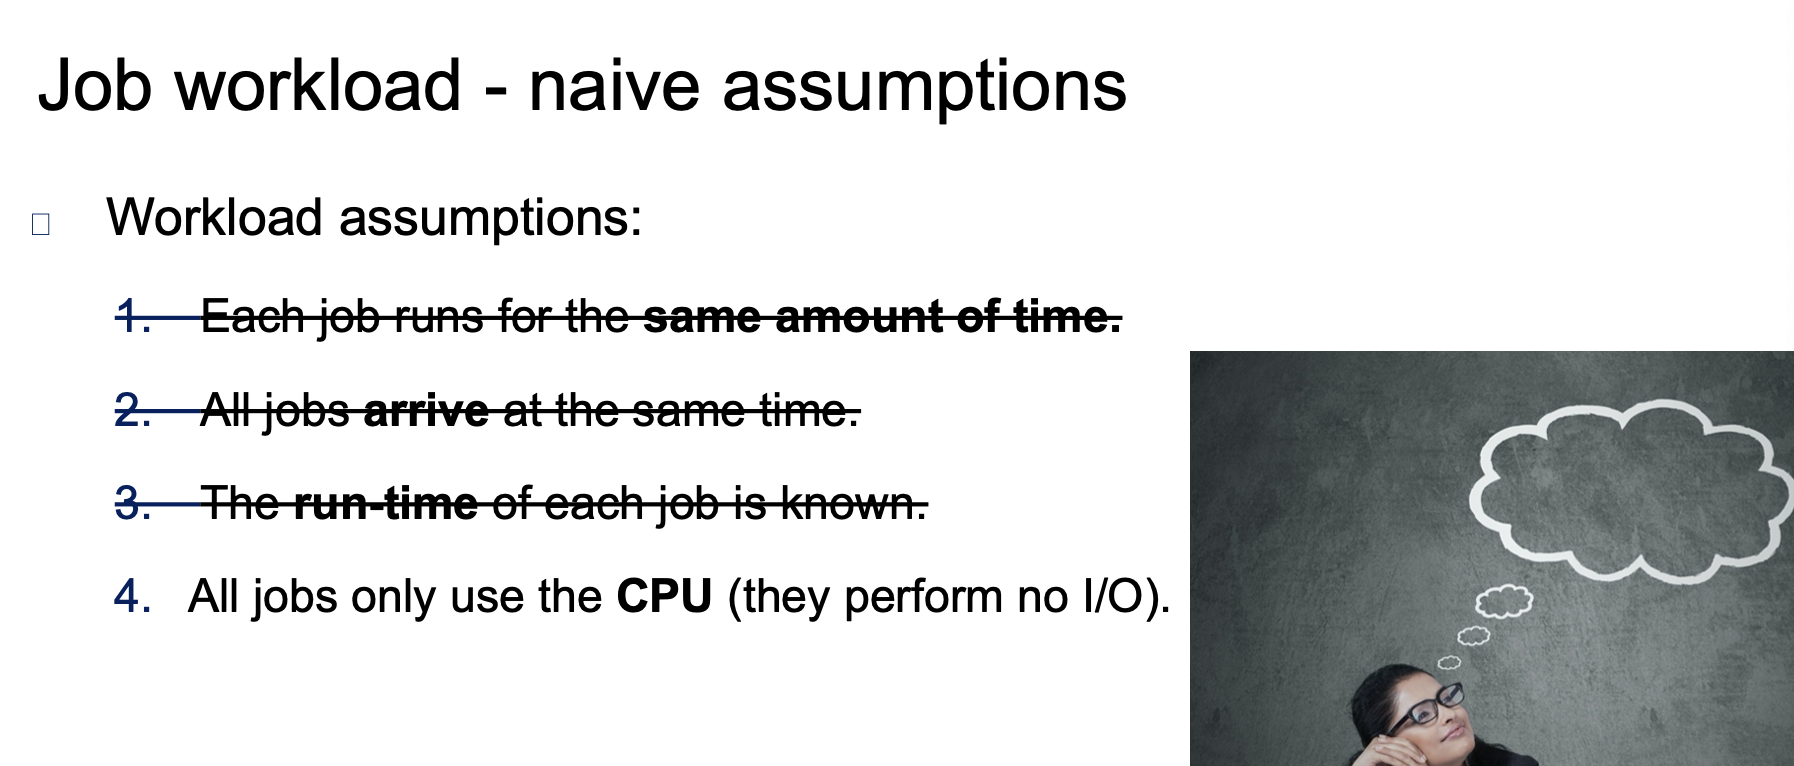 Job workload - naive assumptions
Workload assumptions:
1. Each job runs for the same amount of time.
2. All jobs arrive at the same time.
3. The run-time of each job is known.
4. All jobs only use the CPU (they perform no I/O).